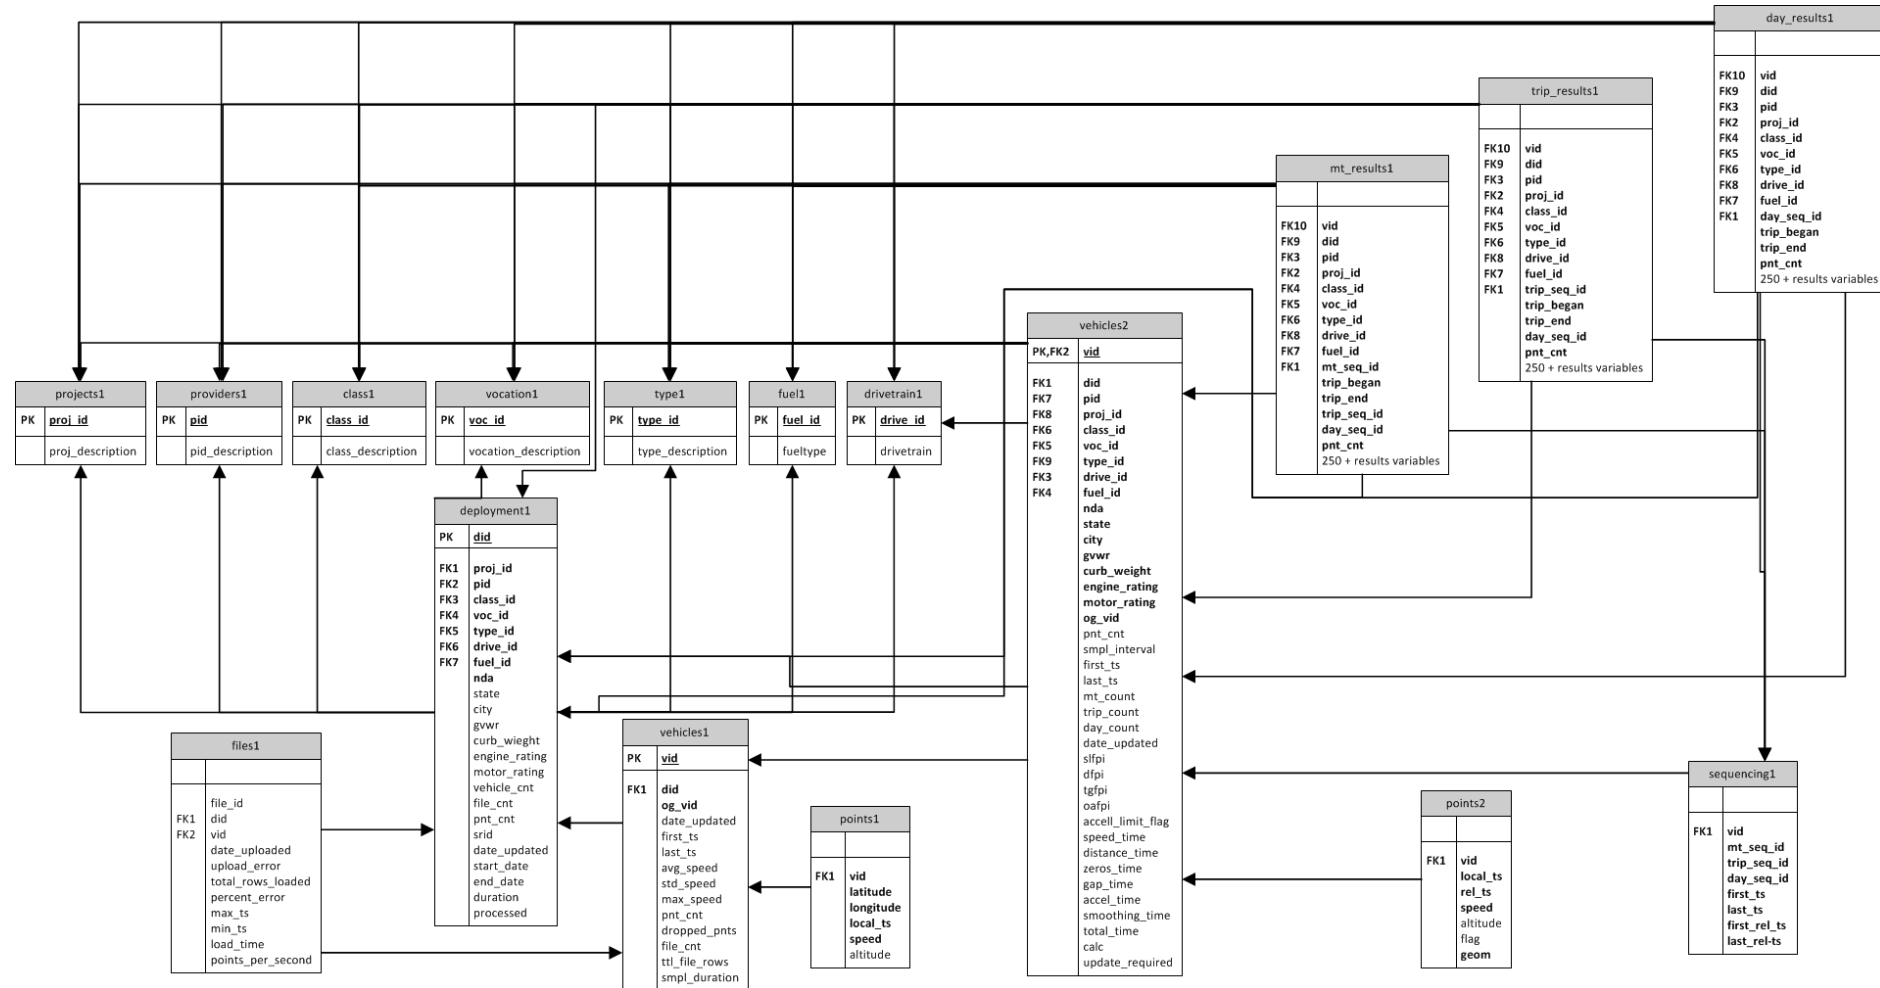 day_results1
FK10 vid
FK9 did
FK3 pid
FK2 proj_id
FK4 class_id
FK5 voc_id
FK6 type_id
FK8 drive_id
FK7 fuel_id
FK1 day_seq_id
trip_began
trip_end
pnt_cnt
250 + results variables
trip_results1
FK10 vid
FK9 did
FK3 pid
FK2 proj_id
FK4 class_id
FK5 voc_id
FK6 type_id
FK8 drive_id
FK7 fuel_id
FK1 trip_seq_id
trip_began
trip_end
day_seq_id
pnt_cnt
250 + results variables
mt_results1
FK10 vid
FK9 did
FK3 pid
FK2 proj_id
FK4 class_id
FK5 voc_id
FK6 type_id
FK8 drive_id
FK7 fuel_id
FK1 mt_seq_id
trip_began
trip_end
trip_seq_id
day_seq_id
pnt_cnt
250 + results variables
vehicles2
PK,FK2 vid
FK1 did
FK7 pid
FK8 proj_id
FK6 class_id
FK5 voc_id
FK9 type_id
FK3 drive_id
FK4 fuel_id
nda
state
city
gvwr
curb_weight
engine_rating
motor_rating
og_vid
pnt_cnt
smpl_interval
first_ts
last_ts
mt_count
trip_count
day_count
date_updated
slfpi
dfpi
tgfpi
oafpi
accell_limit_flag
speed_time
distance_time
zeros_time
gap_time
accel_time
smoothing_time
total_time
calc
update_required
projects1
PK proj_id
proj_description
providers1
PK pid
pid_description
class1
PK class_id
class_description
vocation1
PK voc_id
vocation_description
type1
PK type_id
type_description
fuel1
PK fuel_id
fueltype
drivetrain1
PK drive_id
drivetrain
deployment1
PK did
FK1 proj_id
FK2 pid
FK3 class_id
FK4 voc_id
FK5 type_id
FK6 drive_id
FK7 fuel_id
nda
state
city
gvwr
curb_wieght
engine_rating
motor_rating
vehicle_cnt
file_cnt
pnt_cnt
srid
date_updated
start_date
end_date
duration
processed
files1
file_id
FK1 did
FK2 vid
date_uploaded
upload_error
total_rows_loaded
percent_error
max_ts
min_ts
load_time
points_per_second
vehicles1
PK vid
FK1 did
og_vid
date_updated
first_ts
last_ts
avg_speed
std_speed
max_speed
pnt_cnt
dropped_pnts
file_cnt
ttl_file_rows
smpl_duration
points1
FK1 vid
latitude
longitude
local_ts
speed
altitude
points2
FK1 vid
local_ts
rel_ts
speed
altitude
flag
geom
sequencing1
FK1 vid
mt_seq_id
trip_seq_id
day_seq_id
first_ts
last_ts
first_rel_ts
last_rel-ts